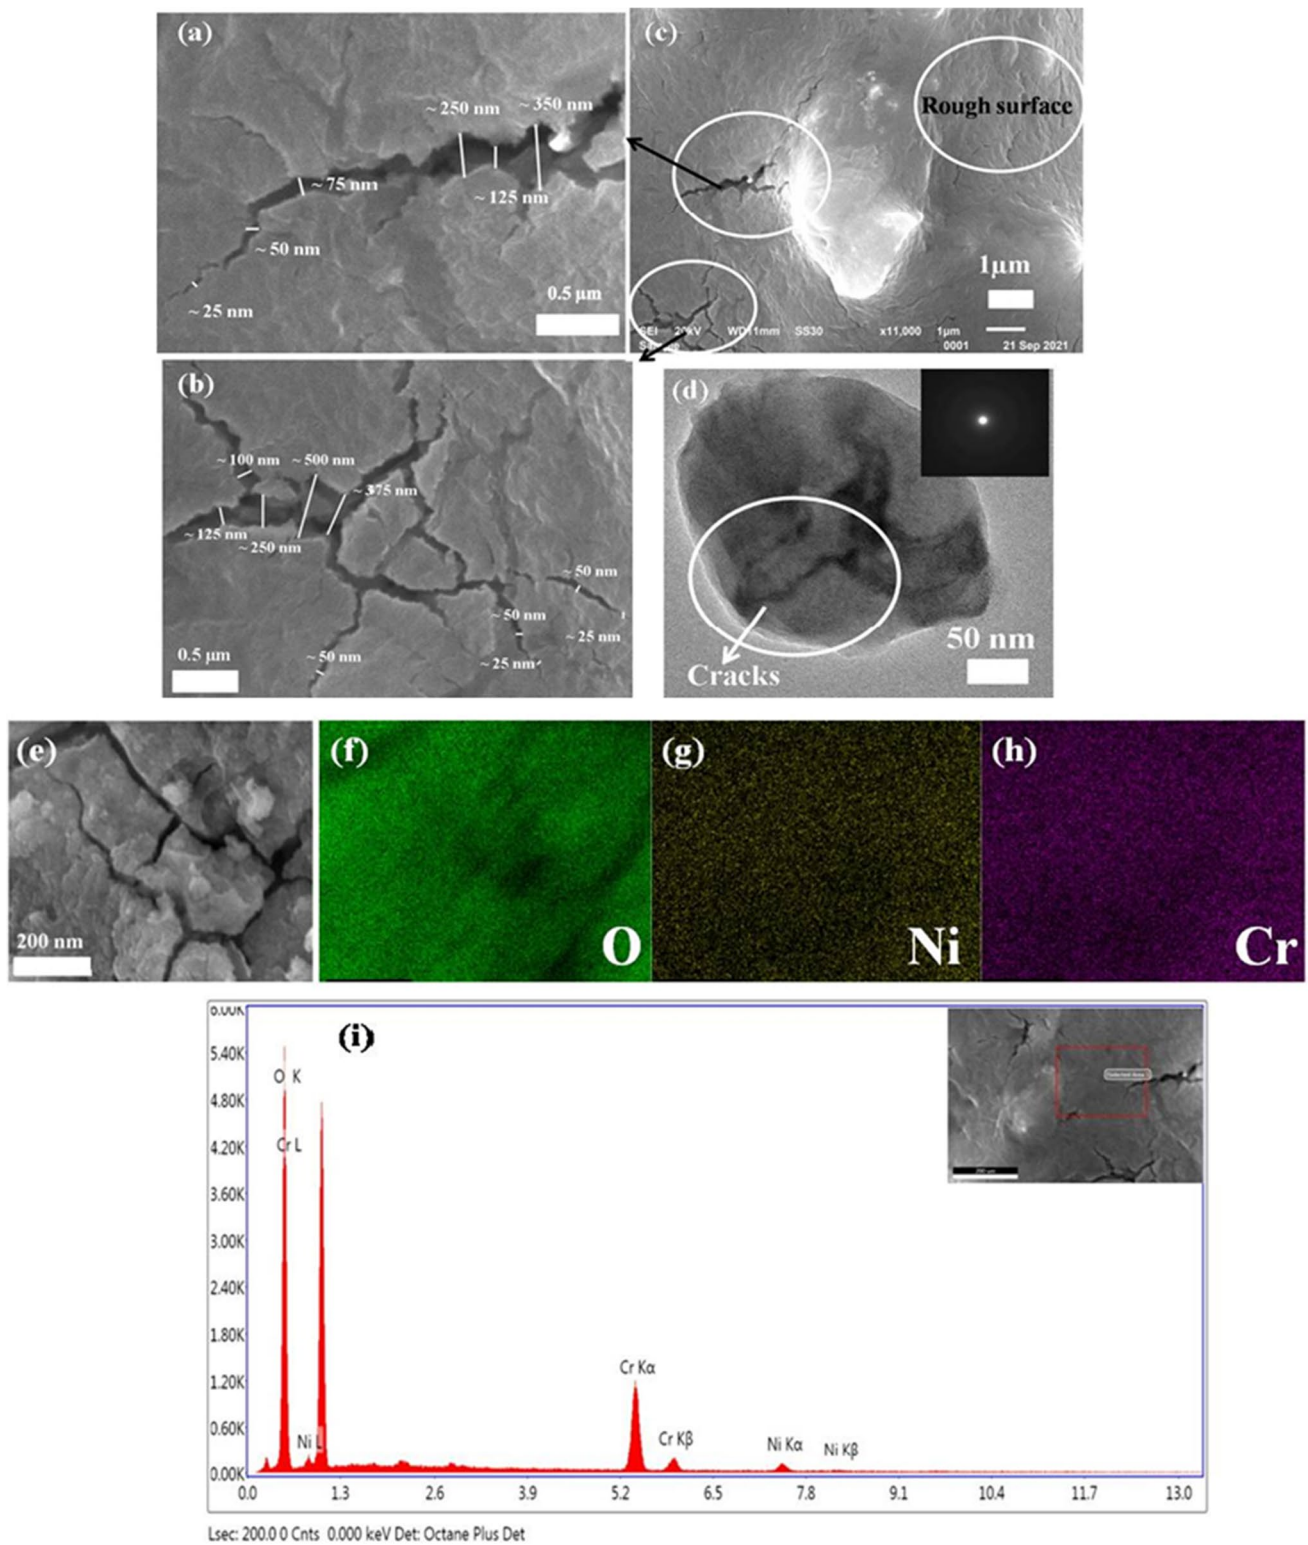 (a)
~ 250 nm
~ 350 nm
~ 75 nm
~ 125 nm
~ 50 nm
~ 25 nm
0.5 μm
(c)
Rough surface
1μm
SEI 20kV WD11mm SS30 x11,000 1μm
0001 21 Sep 2021
(b)
~ 100 nm
~ 500 nm
~ 375 nm
~ 125 nm
~ 250 nm
~ 50 nm
~ 50 nm
~ 25 nm
~ 25 nm
~ 50 nm
0.5 μm
(d)
50 nm
Cracks
(e)
200 nm
(f)
O
(g)
Ni
(h)
Cr
(i)
6.00K
5.40K
4.80K
4.20K
3.60K
3.00K
2.40K
1.80K
1.20K
0.60K
0.00K
O K
Cr L
Ni L
Cr Kα
Cr Kβ
Ni Kα
Ni Kβ
0.0 1.3 2.6 3.9 5.2 6.5 7.8 9.1 10.4 11.7 13.0
Lsec: 200.0 0 Cnts 0.000 keV Det: Octane Plus Det